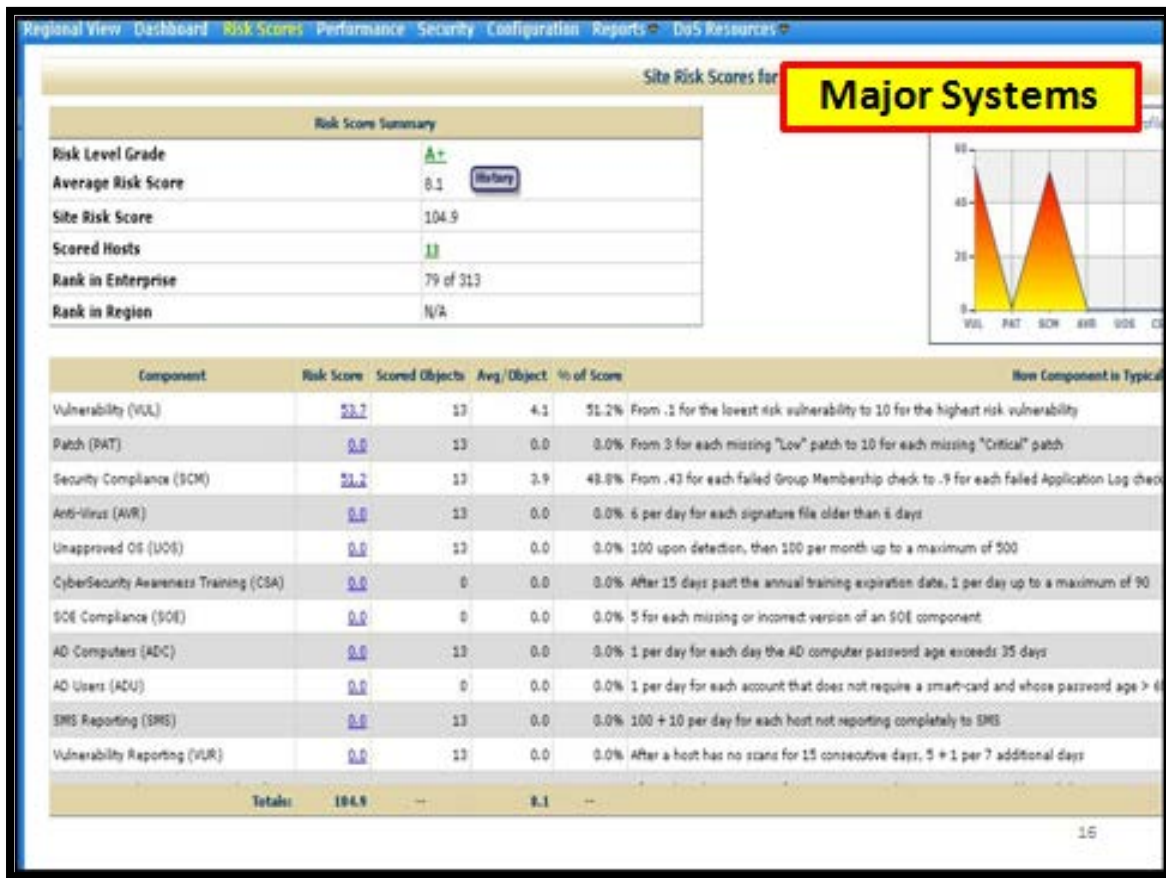 Regional View Dashboard Risk Scores Performance Security Configuration Reports DoS Resources
Site Risk Scores for
Major Systems
Risk Score Summary
Risk Level Grade A+
Average Risk Score 8.1 History
Site Risk Score 104.9
Scored Hosts 13
Rank in Enterprise 79 of 313
Rank in Region N/A
40
20
0
VUL PAT SCM AVR UOS
Component Risk Score Scored Objects Avg/Object % of Score How Component is Typical
Vulnerability (VUL) 53.7 13 4.1 51.2% From .1 for the lowest risk vulnerability to 10 for the highest risk vulnerability
Patch (PAT) 0.0 13 0.0 0.0% From 3 for each missing "Low" patch to 10 for each missing "Critical" patch
Security Compliance (SCM) 51.2 13 3.9 48.8% From .43 for each failed Group Membership check to .9 for each failed Application Log check
Anti-Virus (AVR) 0.0 13 0.0 0.0% 6 per day for each signature file older than 6 days
Unapproved OS (UOS) 0.0 13 0.0 0.0% 100 upon detection, then 100 per month up to a maximum of 500
CyberSecurity Awareness Training (CSA) 0.0 0 0.0 0.0% After 15 days past the annual training expiration date, 1 per day up to a maximum of 90
SOE Compliance (SOE) 0.0 0 0.0 0.0% 5 for each missing or incorrect version of an SOE component
AD Computers (ADC) 0.0 13 0.0 0.0% 1 per day for each day the AD computer password age exceeds 35 days
AD Users (ADU) 0.0 0 0.0 0.0% 1 per day for each account that does not require a smart-card and whose password age >
SMS Reporting (SMS) 0.0 13 0.0 0.0% 100 + 10 per day for each host not reporting completely to SMS
Vulnerability Reporting (VUR) 0.0 13 0.0 0.0% After a host has no scans for 15 consecutive days, 5 + 1 per 7 additional days
Totals: 104.9 -- 8.1 --
16